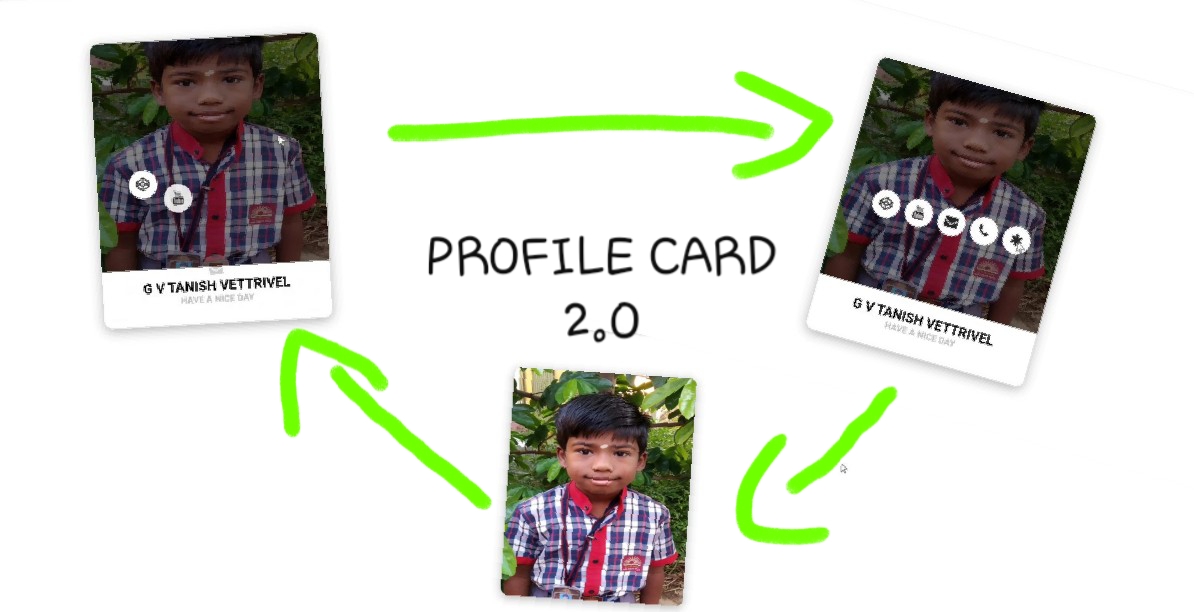 G V TANISH VETTRIVEL
HAVE A NICE DAY
PROFILE CARD
2.0
G V TANISH VETTRIVEL
HAVE A NICE DAY